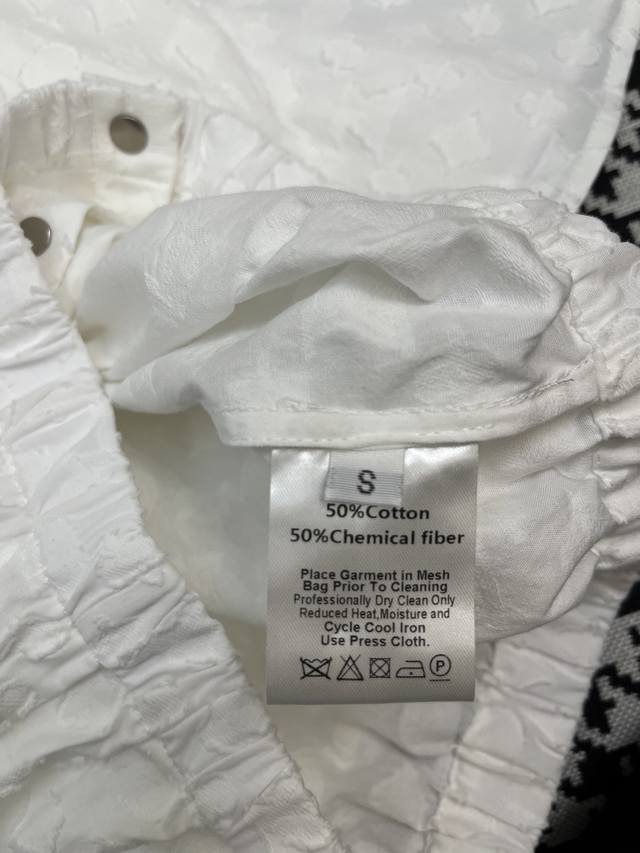 S
50%Cotton
50%Chemical fiber
Place Garment in Mesh
Bag Prior To Cleaning
Professionally Dry Clean Only
Reduced Heat,Moisture and
Cycle Cool Iron
Use Press Cloth.
P